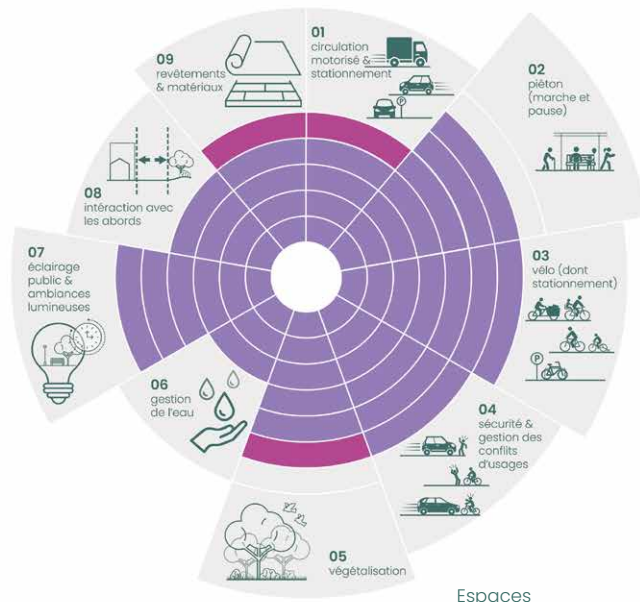 01
circulation
motorisé &
stationnement
P
02
piéton
(marche et
pause)
03
vélo (dont
stationnement)
P
04
sécurité &
gestion des
conflits
d'usages
05
végétalisation
06
gestion
de l'eau
07
éclairage
public &
ambiances
lumineuses
08
intéraction avec
les abords
09
revêtements
& matériaux
Espaces